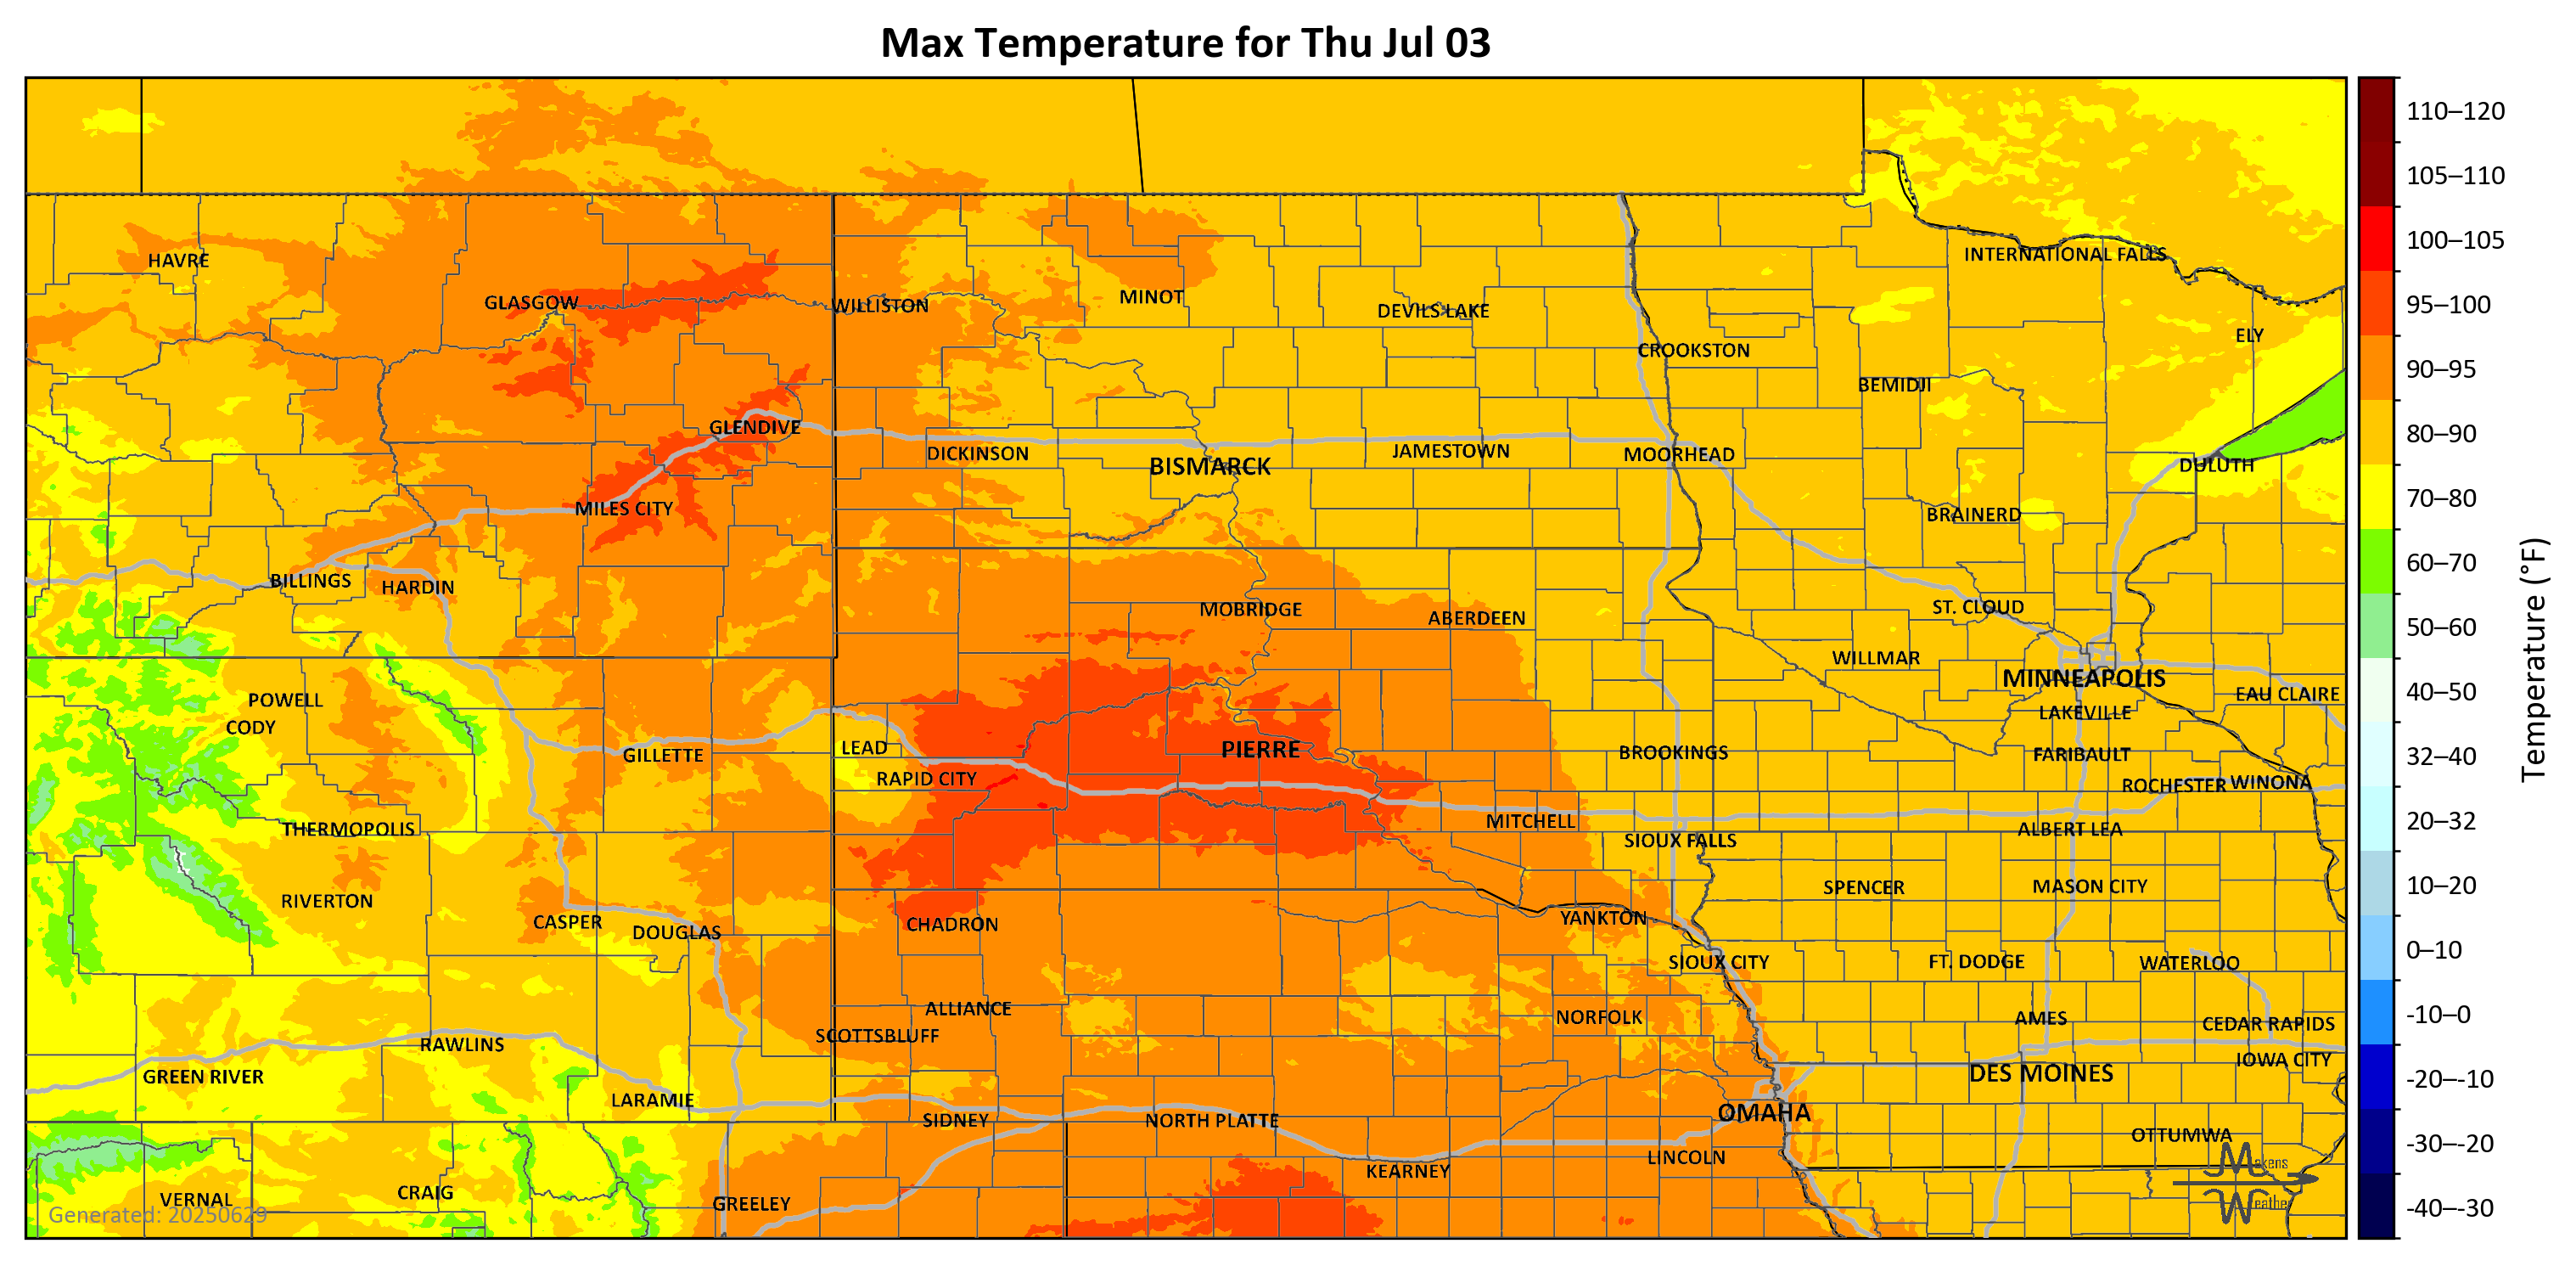 Max Temperature for Thu Jul 03
HAVRE
INTERNATIONAL FALLS
GLASGOW
WILLISTON
MINOT
DEVILS LAKE
ELY
CROOKSTON
BEMIDJI
GLENDIVE
DICKINSON
BISMARCK
JAMESTOWN
MOORHEAD
DULUTH
MILES CITY
BRAINERD
BILLINGS
HARDIN
MOBRIDGE
ABERDEEN
ST. CLOUD
WILLMAR
MINNEAPOLIS
POWELL
EAU CLAIRE
CODY
LAKEVILLE
GILLETTE
LEAD
PIERRE
BROOKINGS
FARIBAULT
RAPID CITY
ROCHESTER
WINONA
THERMOPOLIS
MITCHELL
ALBERT LEA
SIOUX FALLS
RIVERTON
SPENCER
MASON CITY
CASPER
DOUGLAS
CHADRON
YANKTON
SIOUX CITY
FT. DODGE
WATERLOO
ALLIANCE
NORFOLK
AMES
CEDAR RAPIDS
SCOTTSBLUFF
RAWLINS
IOWA CITY
GREEN RIVER
DES MOINES
LARAMIE
OMAHA
SIDNEY
NORTH PLATTE
OTTUMWA
KEARNEY
LINCOLN
VERNAL
CRAIG
GREELEY
Generated: 20250629
Makens
Weather
110–120
105–110
100–105
95–100
90–95
80–90
70–80
60–70
50–60
40–50
32–40
20–32
10–20
0–10
-10–0
-20–-10
-30–-20
-40–-30
Temperature (°F)